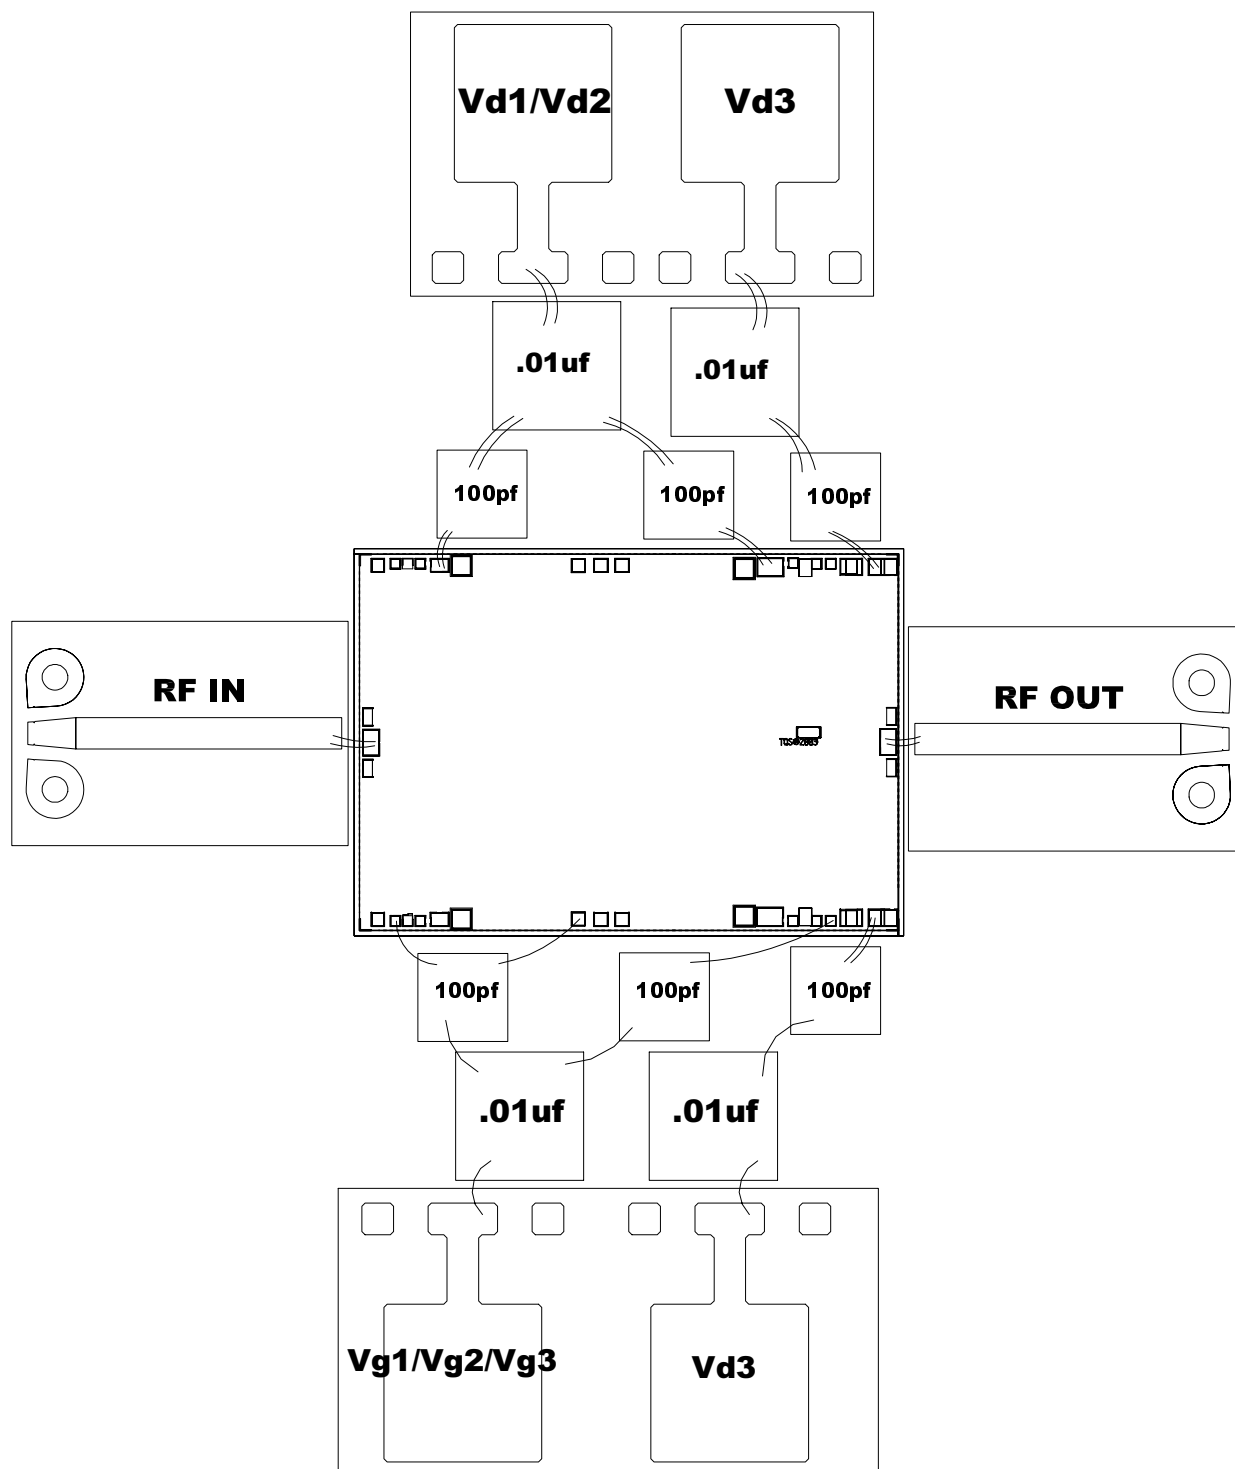 Vd1/Vd2 Vd3
.01uf .01uf
100pf 100pf 100pf
RF IN RF OUT
100pf 100pf 100pf
.01uf .01uf
Vg1/Vg2/Vg3 Vd3